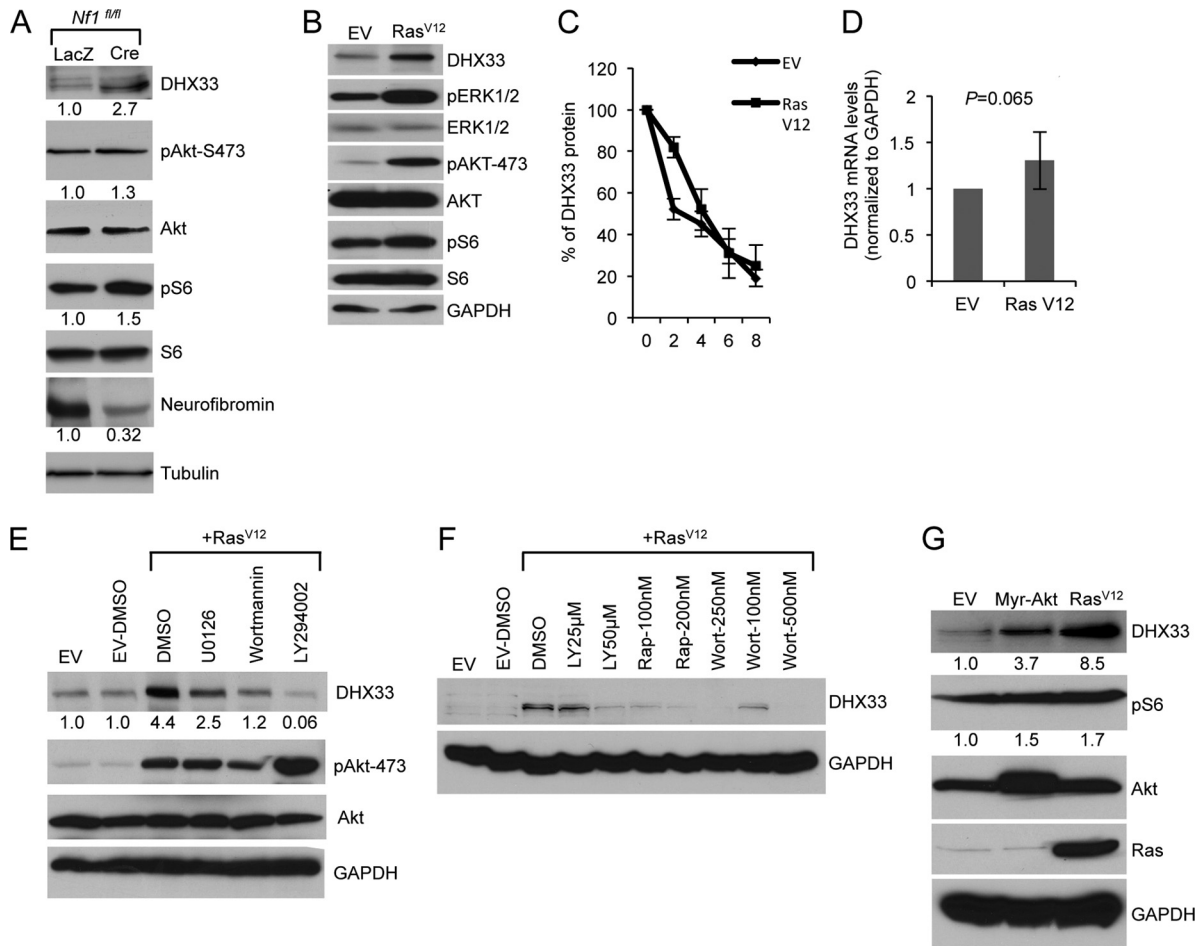 A
Nf1 fl/fl
LacZ Cre
DHX33
1.0 2.7
pAkt-S473
1.0 1.3
Akt
pS6
1.0 1.5
S6
Neurofibromin
1.0 0.32
Tubulin
B
EV RasV12
DHX33
pERK1/2
ERK1/2
pAKT-473
AKT
pS6
S6
GAPDH
C
EV
Ras V12
% of DHX33 protein
120
100
80
60
40
20
0
0 2 4 6 8
D
P=0.065
DHX33 mRNA levels
(normalized to GAPDH)
2
1.5
1
0.5
0
EV Ras V12
E
+RasV12
EV
EV-DMSO
DMSO
U0126
Wortmannin
LY294002
DHX33
1.0 1.0 4.4 2.5 1.2 0.06
pAkt-473
Akt
GAPDH
F
+RasV12
EV
EV-DMSO
DMSO
LY25µM
LY50µM
Rap-100nM
Rap-200nM
Wort-250nM
Wort-100nM
Wort-500nM
DHX33
GAPDH
G
EV Myr-Akt RasV12
DHX33
1.0 3.7 8.5
pS6
1.0 1.5 1.7
Akt
Ras
GAPDH